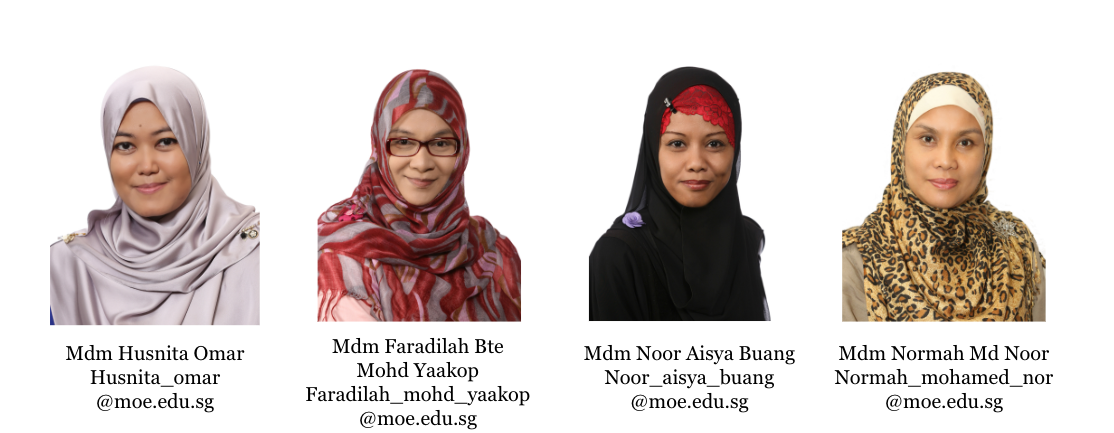 Mdm Husnita Omar
Husnita_omar
@moe.edu.sg
Mdm Faradilah Bte
Mohd Yaakop
Faradilah_mohd_yaakop
@moe.edu.sg
Mdm Noor Aisya Buang
Noor_aisya_buang
@moe.edu.sg
Mdm Normah Md Noor
Normah_mohamed_nor
@moe.edu.sg